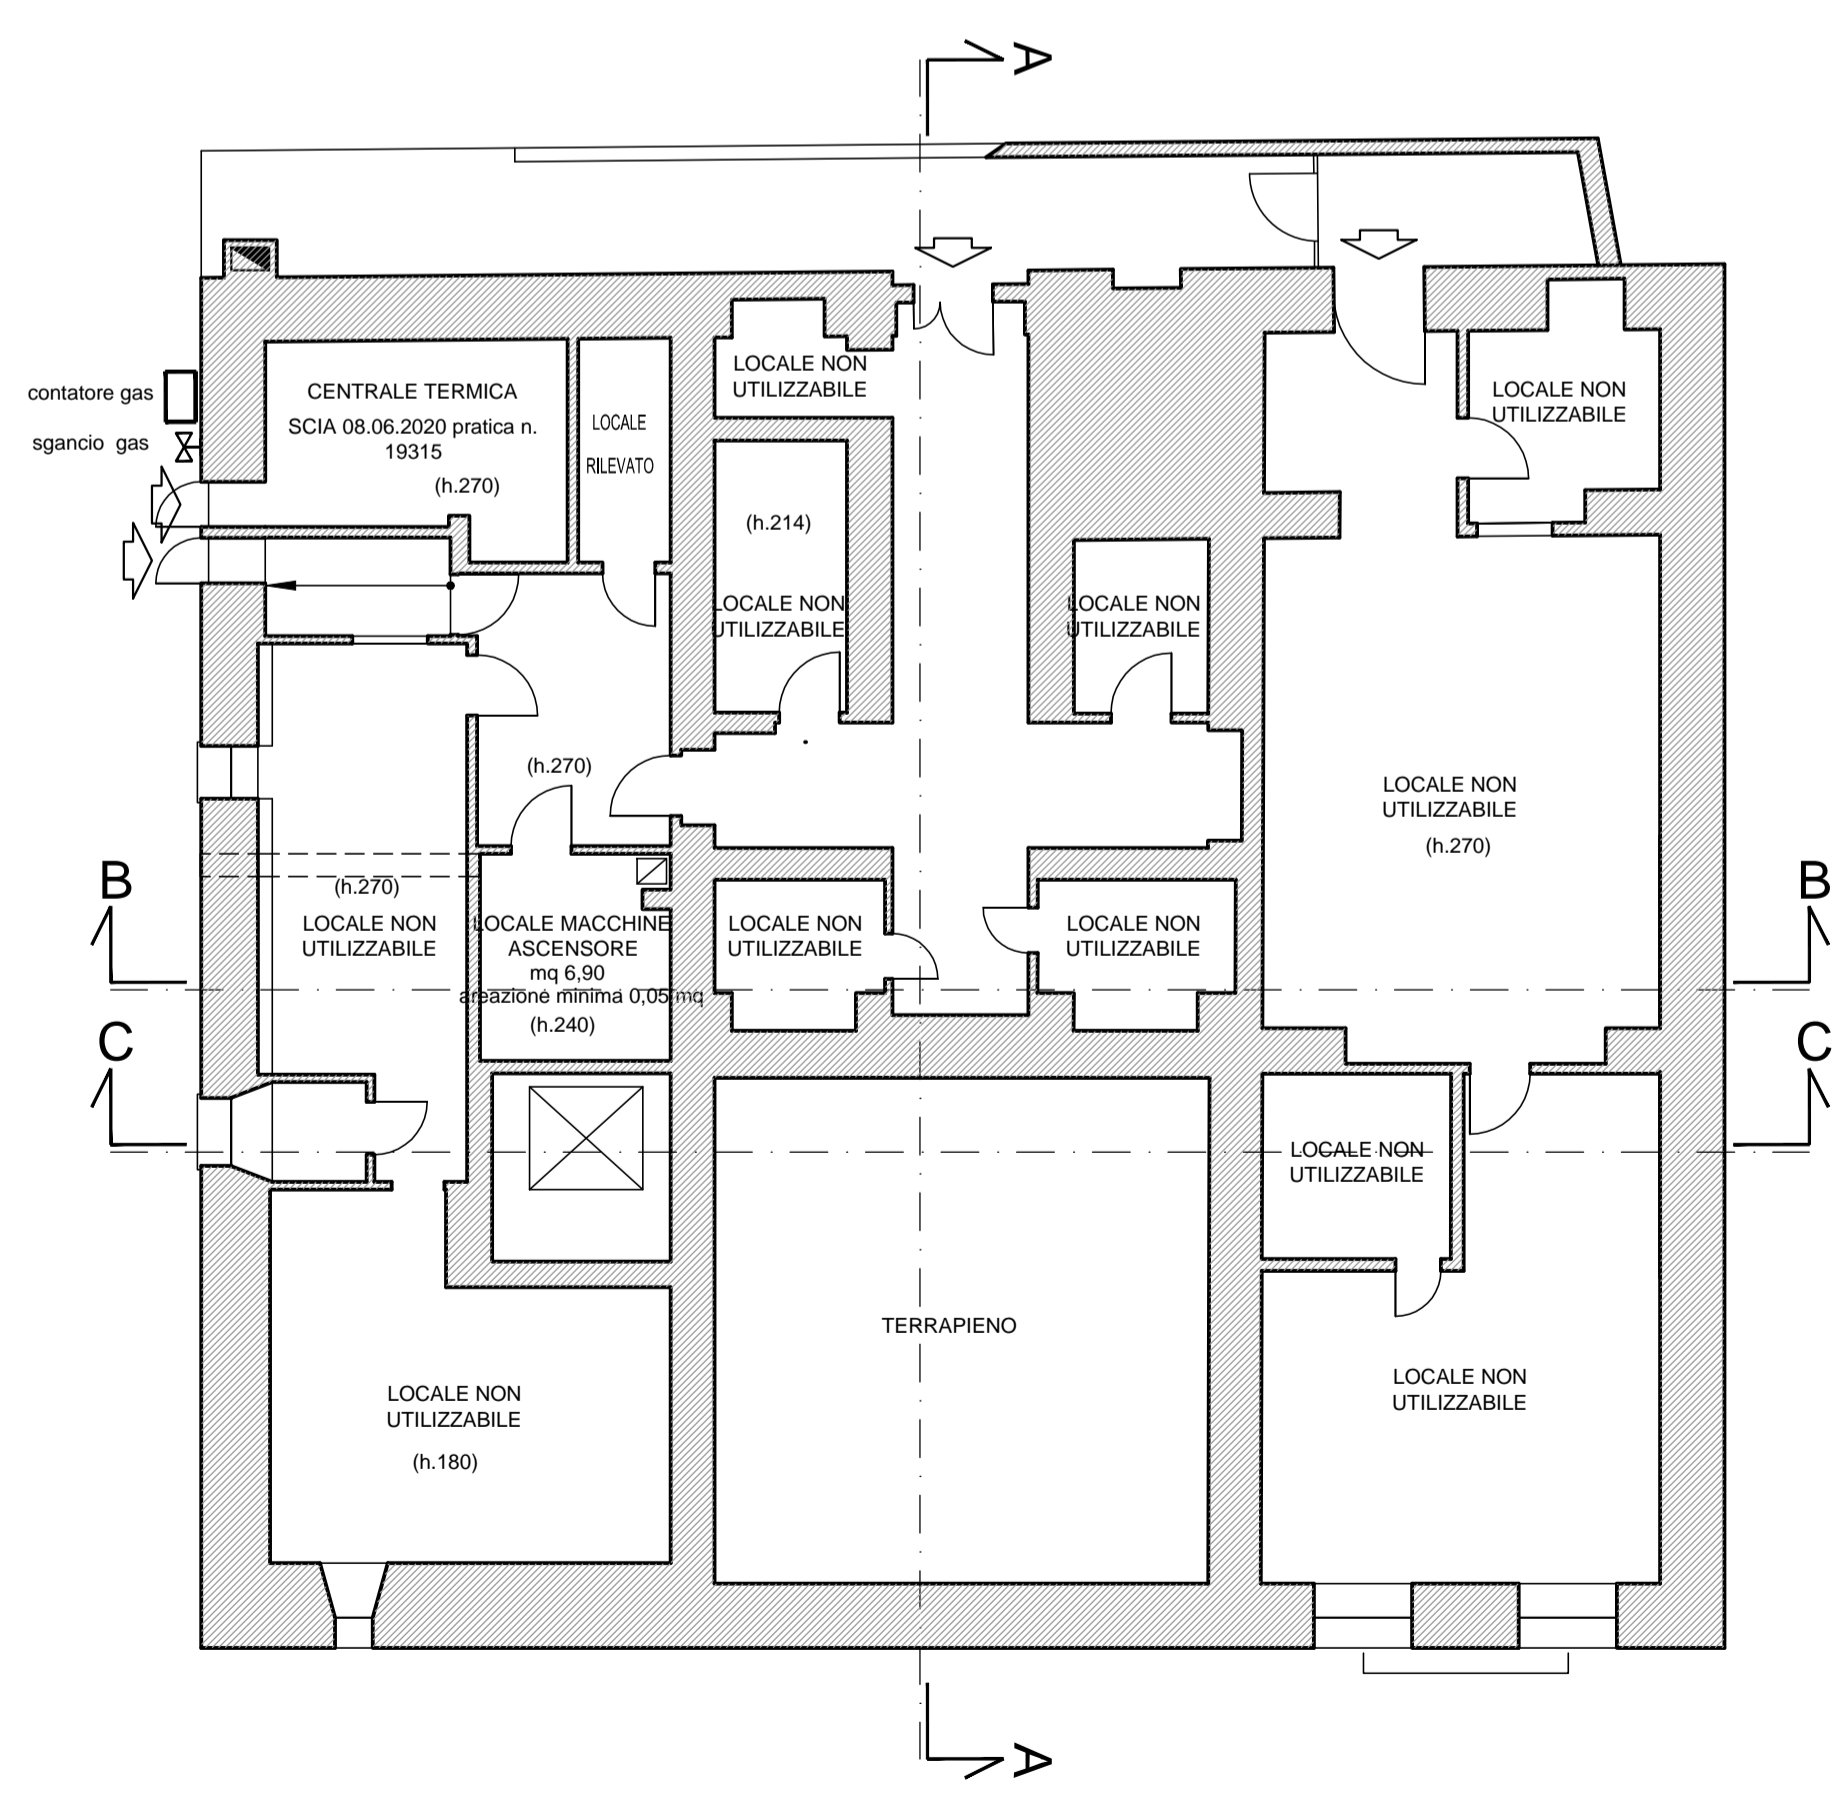 A
contatore gas
sgancio gas
CENTRALE TERMICA
SCIA 08.06.2020 pratica n.
19315
(h.270)
LOCALE
RILEVATO
LOCALE NON
UTILIZZABILE
LOCALE NON
UTILIZZABILE
(h.214)
LOCALE NON
UTILIZZABILE
LOCALE NON
UTILIZZABILE
(h.270)
LOCALE NON
UTILIZZABILE
(h.270)
B
B
(h.270)
LOCALE NON
UTILIZZABILE
LOCALE MACCHINE
ASCENSORE
mq 6,90
areazione minima 0,05 mq
(h.240)
LOCALE NON
UTILIZZABILE
LOCALE NON
UTILIZZABILE
C
C
LOCALE NON
UTILIZZABILE
TERRAPIENO
LOCALE NON
UTILIZZABILE
(h.180)
LOCALE NON
UTILIZZABILE
A